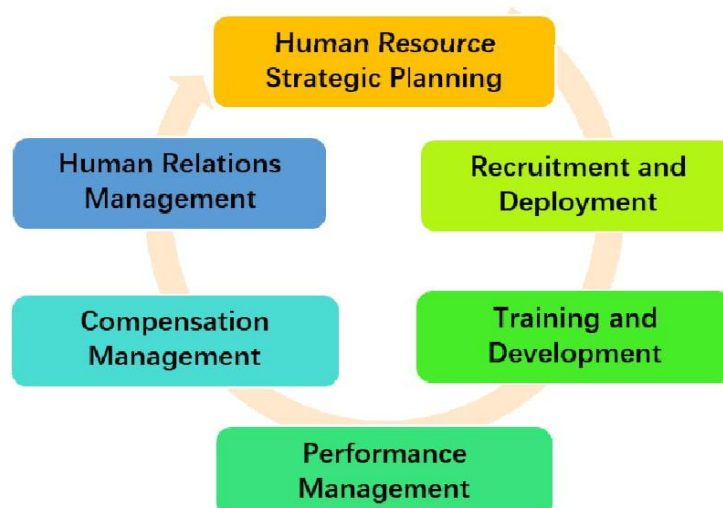 Human Resource
Strategic Planning
Recruitment and
Deployment
Training and
Development
Performance
Management
Compensation
Management
Human Relations
Management